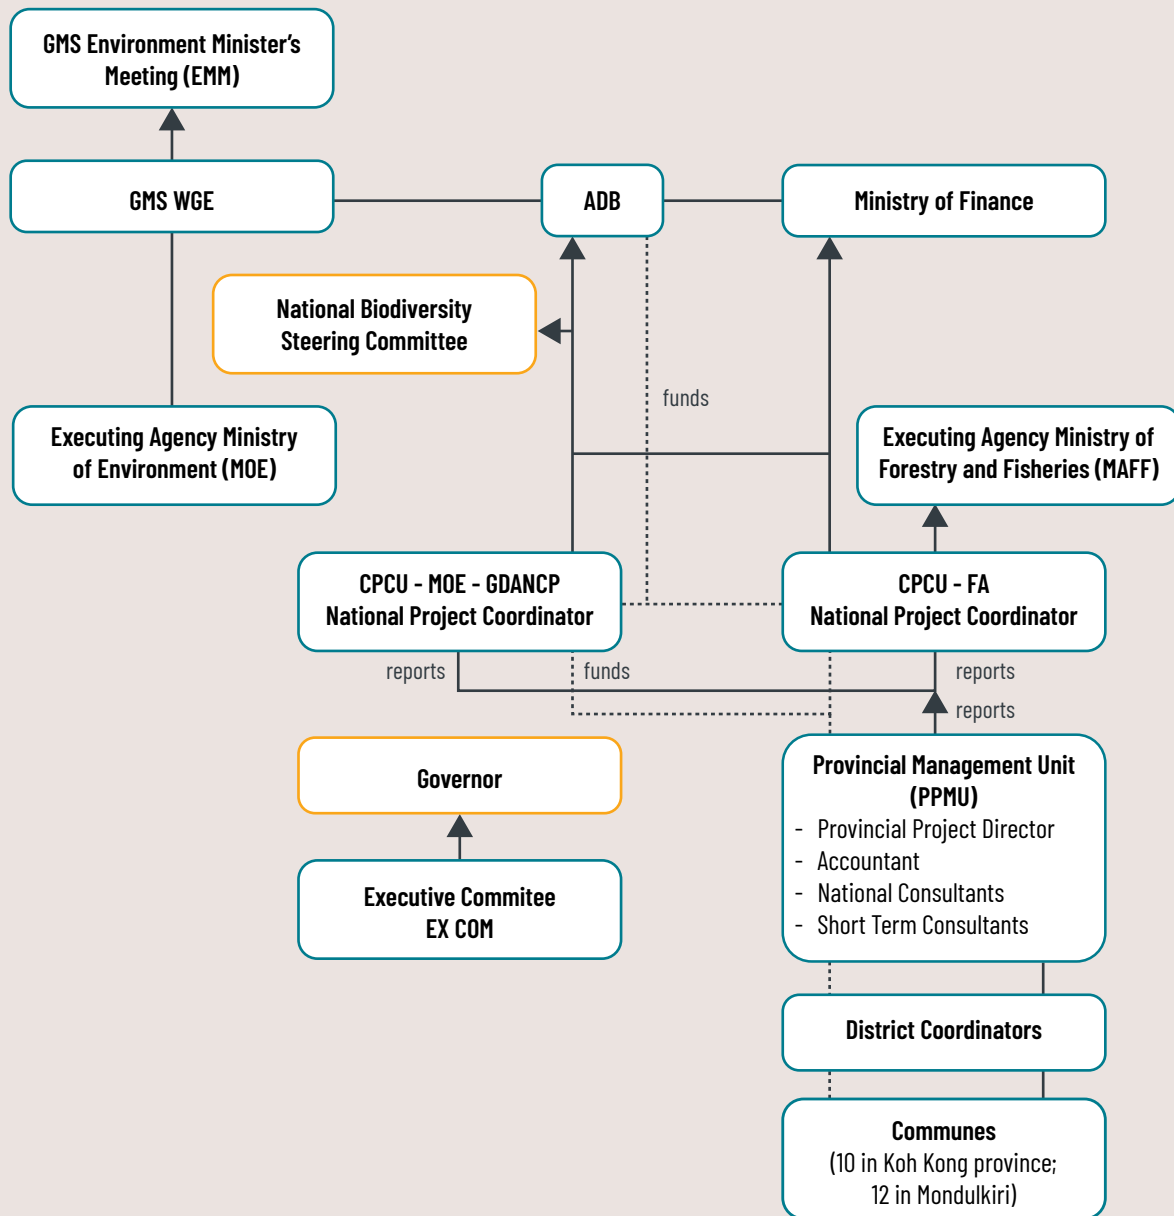 GMS Environment Minister's
Meeting (EMM)
GMS WGE
ADB
Ministry of Finance
National Biodiversity
Steering Committee
funds
Executing Agency Ministry
of Environment (MOE)
Executing Agency Ministry of
Forestry and Fisheries (MAFF)
CPCU - MOE - GDANCP
National Project Coordinator
CPCU - FA
National Project Coordinator
reports
funds
reports
reports
Governor
Provincial Management Unit
(PPMU)
- Provincial Project Director
- Accountant
- National Consultants
- Short Term Consultants
Executive Commitee
EX COM
District Coordinators
Communes
(10 in Koh Kong province;
12 in Mondulkiri)